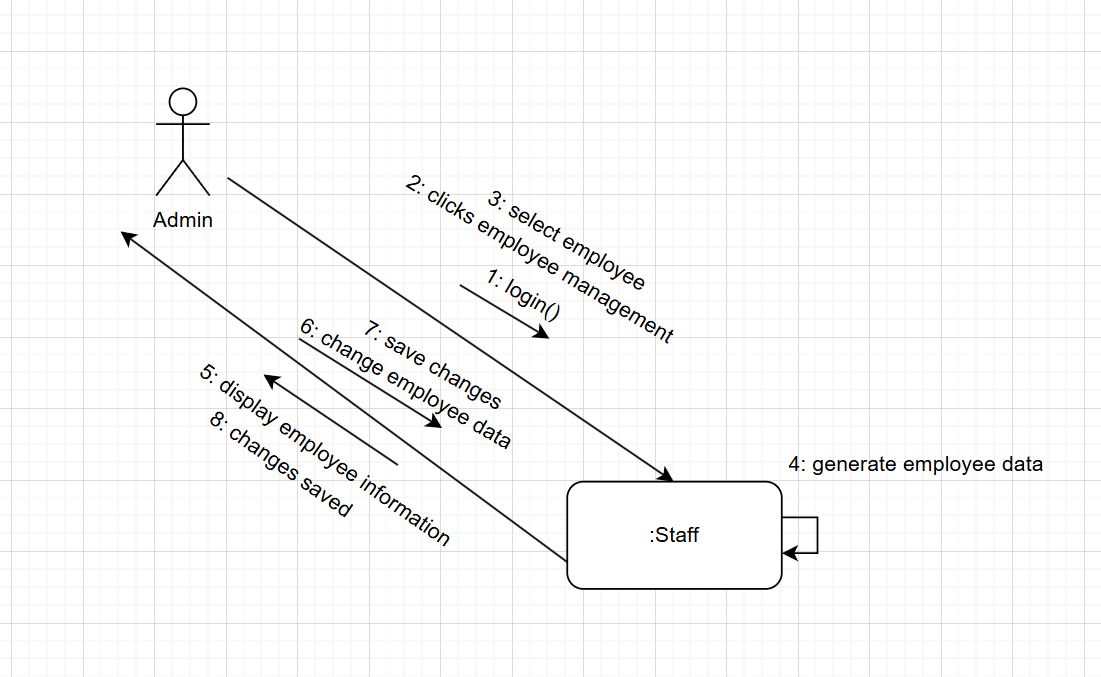 Admin
3: select employee
2: clicks employee management
1: login()
7: save changes
6: change employee data
5: display employee information
8: changes saved
4: generate employee data
:Staff